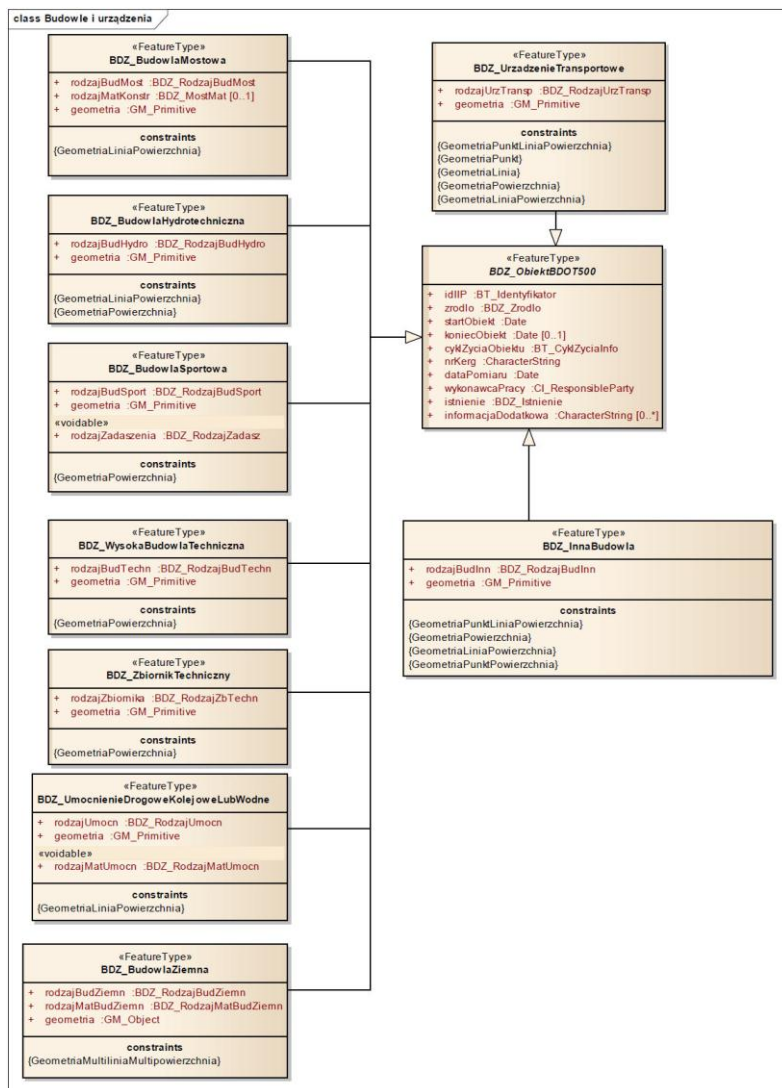 class Budowle i urządzenia
«FeatureType»
BDZ_BudowlaMostowa
+ rodzajBudMost :BDZ_RodzajBudMost
+ rodzajMatKonstr :BDZ_MostMat [0..1]
+ geometria :GM_Primitive
constraints
{GeometriaLiniaPowierzchnia}
«FeatureType»
BDZ_BudowlaHydrotechniczna
+ rodzajBudHydro :BDZ_RodzajBudHydro
+ geometria :GM_Primitive
constraints
{GeometriaLiniaPowierzchnia}
{GeometriaPowierzchnia}
«FeatureType»
BDZ_BudowlaSportowa
+ rodzajBudSport :BDZ_RodzajBudSport
+ geometria :GM_Primitive
«voidable»
+ rodzajZadaszenia :BDZ_RodzajZadasz
constraints
{GeometriaPowierzchnia}
«FeatureType»
BDZ_WysokaBudowlaTechniczna
+ rodzajBudTechn :BDZ_RodzajBudTechn
+ geometria :GM_Primitive
constraints
{GeometriaPowierzchnia}
«FeatureType»
BDZ_ZbiornikTechniczny
+ rodzajZbiornika :BDZ_RodzajZbTechn
+ geometria :GM_Primitive
constraints
{GeometriaPowierzchnia}
«FeatureType»
BDZ_UmocnienieDrogoweKolejoweLubWodne
+ rodzajUmocn :BDZ_RodzajUmocn
+ geometria :GM_Primitive
«voidable»
+ rodzajMatUmocn :BDZ_RodzajMatUmocn
constraints
{GeometriaLiniaPowierzchnia}
«FeatureType»
BDZ_BudowlaZiemna
+ rodzajBudZiemn :BDZ_RodzajBudZiemn
+ rodzajMatBudZiemn :BDZ_RodzajMatBudZiemn
+ geometria :GM_Object
constraints
{GeometriaMultiliniaMultipowierzchnia}
«FeatureType»
BDZ_UrzadzenieTransportowe
+ rodzajUrzTransp :BDZ_RodzajUrzTransp
+ geometria :GM_Primitive
constraints
{GeometriaPunktLiniaPowierzchnia}
{GeometriaPunkt}
{GeometriaLinia}
{GeometriaPowierzchnia}
{GeometriaLiniaPowierzchnia}
«FeatureType»
BDZ_ObiektBDOT500
+ idIIP :BT_Identyfikator
+ zrodlo :BDZ_Zrodlo
+ startObiekt :Date
+ koniecObiekt :Date [0..1]
+ cyklZyciaObiektu :BT_CyklZyciaInfo
+ nrKerg :CharacterString
+ dataPomiaru :Date
+ wykonawcaPracy :CI_ResponsibleParty
+ istnienie :BDZ_Istnienie
+ informacjaDodatkowa :CharacterString [0..*]
«FeatureType»
BDZ_InnaBudowla
+ rodzajBudInn :BDZ_RodzajBudInn
+ geometria :GM_Primitive
constraints
{GeometriaPunktLiniaPowierzchnia}
{GeometriaPowierzchnia}
{GeometriaLiniaPowierzchnia}
{GeometriaPunktPowierzchnia}